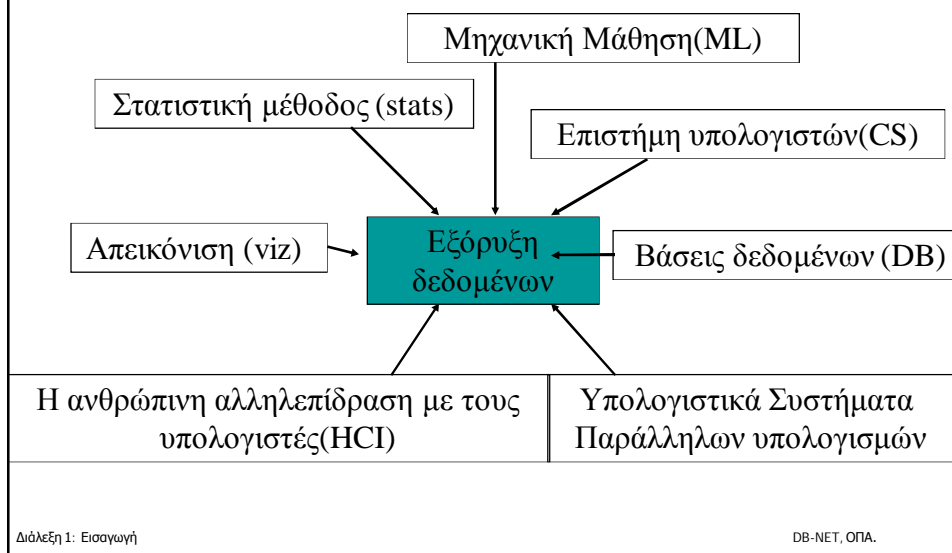 Μηχανική Μάθηση(ML)
Στατιστική μέθοδος (stats)
Επιστήμη υπολογιστών(CS)
Απεικόνιση (viz)
Εξόρυξη
δεδομένων
Βάσεις δεδομένων (DB)
Η ανθρώπινη αλληλεπίδραση με τους
υπολογιστές(HCI)
Υπολογιστικά Συστήματα
Παράλληλων υπολογισμών
Διάλεξη 1: Εισαγωγή
DB-NET, ΟΠΑ.